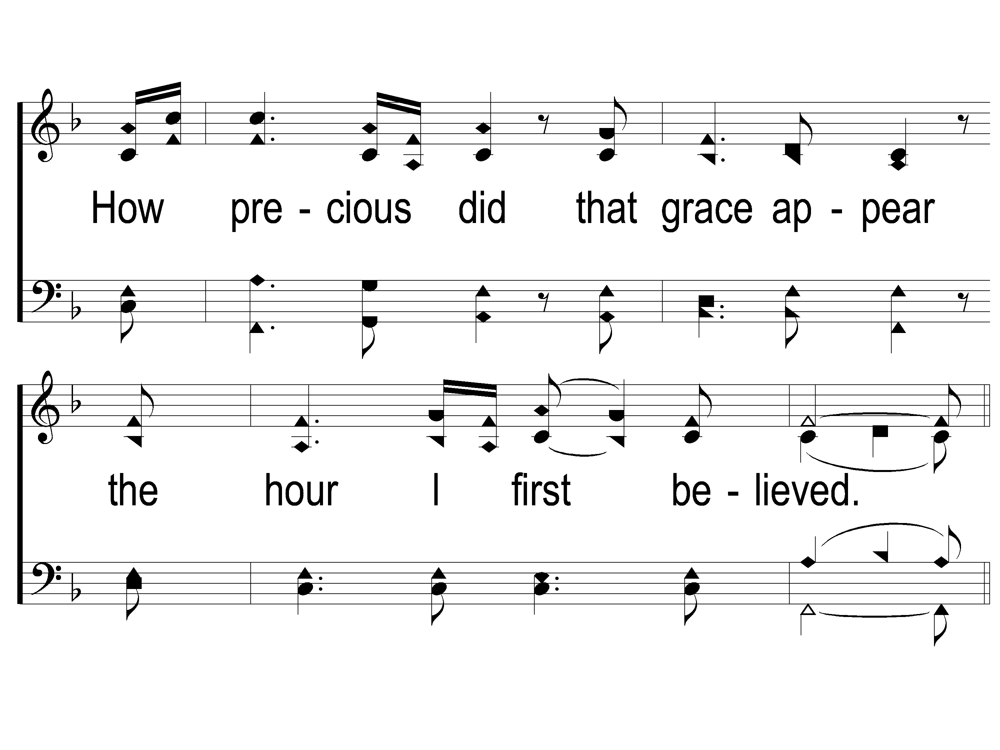 How pre - cious did that grace ap - pear
the hour I first be - lieved.